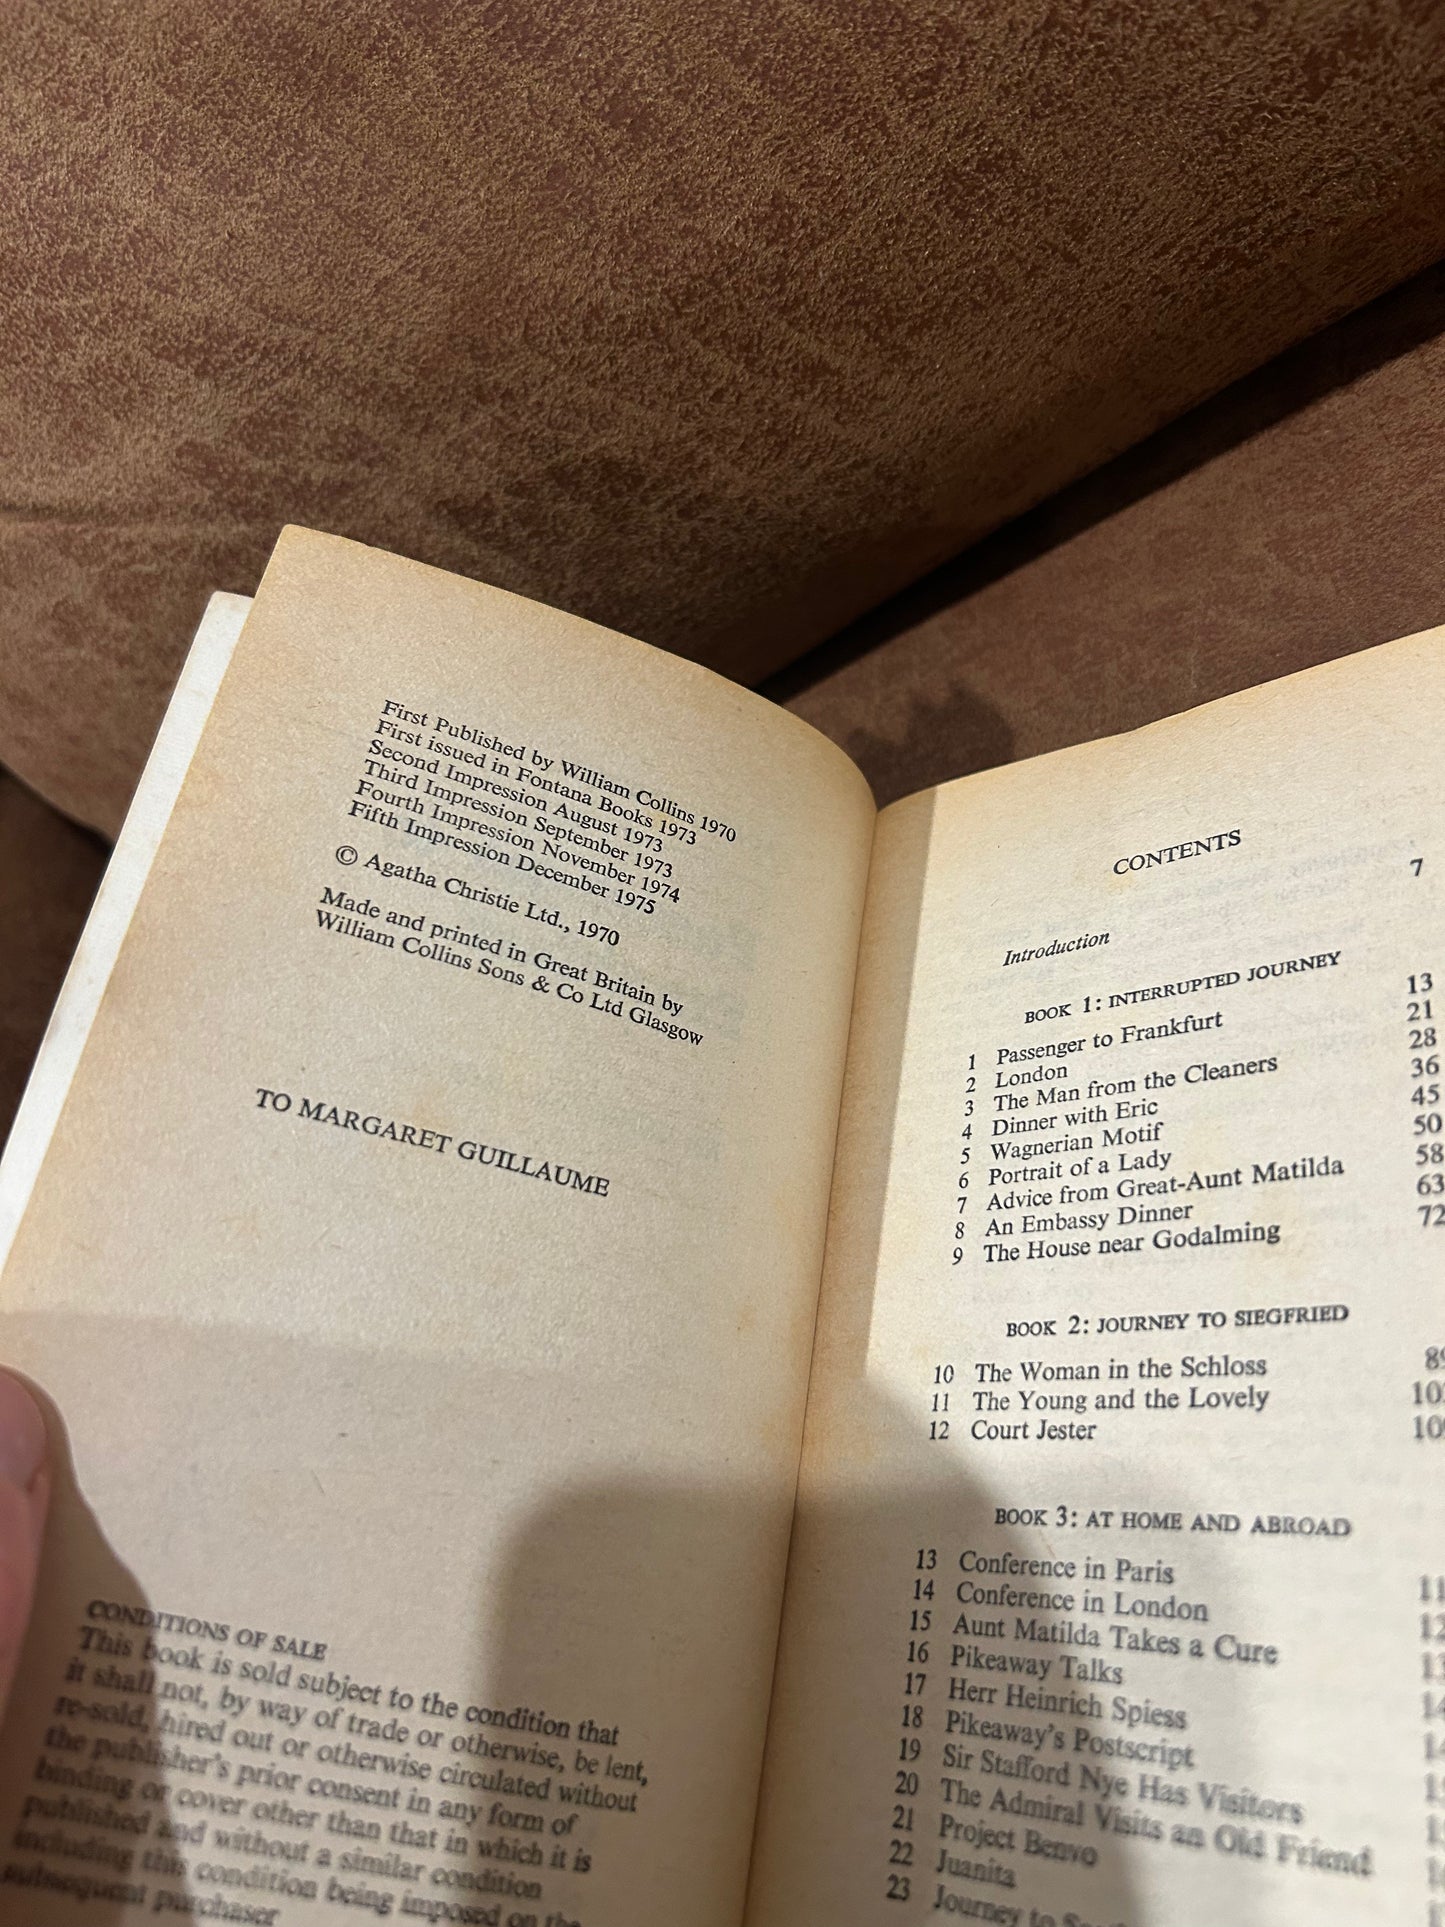 First Published by William Collins 1970
First issued in Fontana Books 1973
Second Impression August 1973
Third Impression September 1973
Fourth Impression November 1974
Fifth Impression December 1975
© Agatha Christie Ltd., 1970
Made and printed in Great Britain by
William Collins Sons & Co Ltd Glasgow
TO MARGARET GUILLAUME
CONDITIONS OF SALE
This book is sold subject to the condition that
it shall not, by way of trade or otherwise, be lent,
re-sold, hired out or otherwise circulated without
the publisher's prior consent in any form of
binding or cover other than that in which it is
published and without a similar condition
including this condition being imposed on the
subsequent purchaser
CONTENTS
Introduction 7
BOOK 1: INTERRUPTED JOURNEY
1 Passenger to Frankfurt 13
2 London 21
3 The Man from the Cleaners 28
4 Dinner with Eric 36
5 Wagnerian Motif 45
6 Portrait of a Lady 50
7 Advice from Great-Aunt Matilda 58
8 An Embassy Dinner 63
9 The House near Godalming 72
BOOK 2: JOURNEY TO SIEGFRIED
10 The Woman in the Schloss 89
11 The Young and the Lovely
12 Court Jester 109
BOOK 3: AT HOME AND ABROAD
13 Conference in Paris
14 Conference in London
15 Aunt Matilda Takes a Cure
16 Pikeaway Talks
17 Herr Heinrich Spiess
18 Pikeaway's Postscript
19 Sir Stafford Nye Has Visitors
20 The Admiral Visits an Old Friend
21 Project Benvo
22 Juanita
23 Journey to